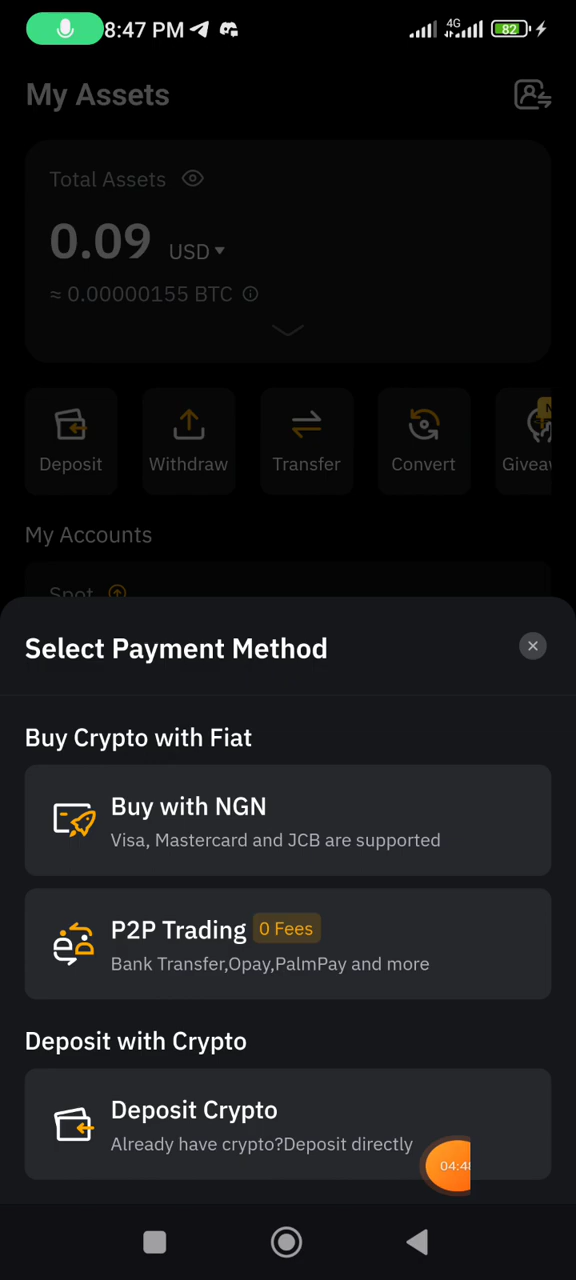 8:47 PM
4G
82
My Assets
Total Assets
0.09 USD
≈ 0.00000155 BTC
Deposit
Withdraw
Transfer
Convert
My Accounts
Spot
Select Payment Method
Buy Crypto with Fiat
Buy with NGN
Visa, Mastercard and JCB are supported
P2P Trading 0 Fees
Bank Transfer,Opay,PalmPay and more
Deposit with Crypto
Deposit Crypto
Already have crypto?Deposit directly